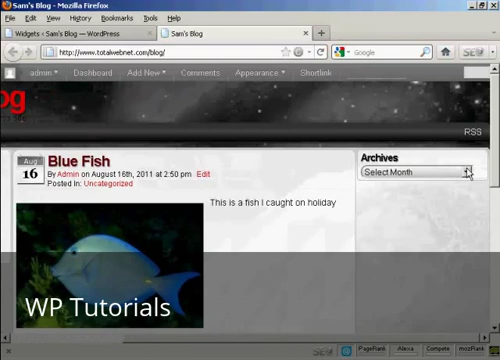 Sam's Blog - Mozilla Firefox
File Edit View History Bookmarks Tools Help
Widgets ‹ Sam's Blog — WordPress
Sam's Blog
http://www.totalwebnet.com/blog/
Google
admin Dashboard Add New Comments Appearance Shortlink
og
RSS
Aug
16
Blue Fish
By Admin on August 16th, 2011 at 2:50 pm Edit
Posted In: Uncategorized
Archives
Select Month
This is a fish I caught on holiday
WP Tutorials
PageRank Alexa Compete mozRank